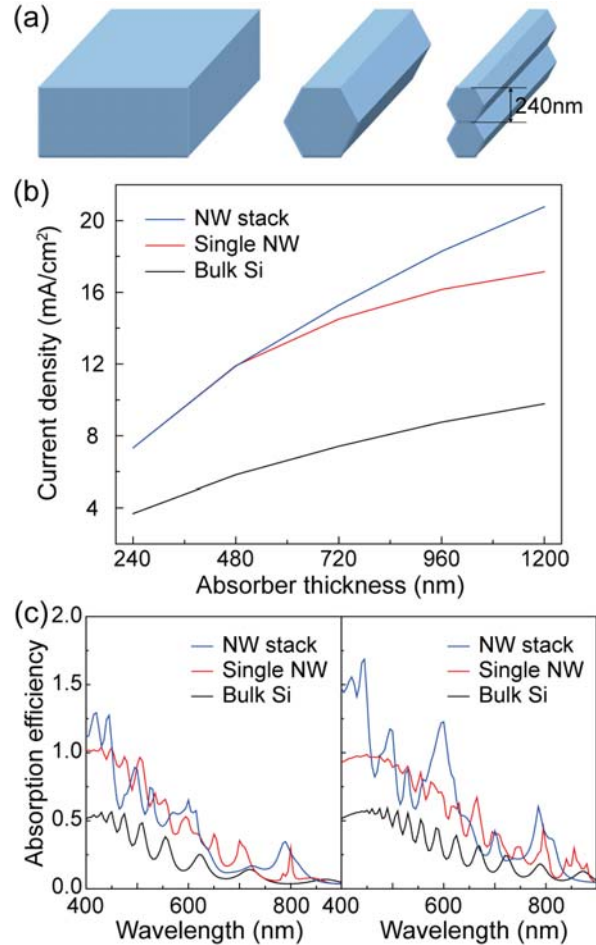 (a)
240nm
(b)
20
16
12
8
4
Current density (mA/cm²)
NW stack
Single NW
Bulk Si
240 480 720 960 1200
Absorber thickness (nm)
(c)
2.0
1.5
1.0
0.5
0.0
Absorption efficiency
NW stack
Single NW
Bulk Si
NW stack
Single NW
Bulk Si
400 600 800 400 600 800
Wavelength (nm) Wavelength (nm)